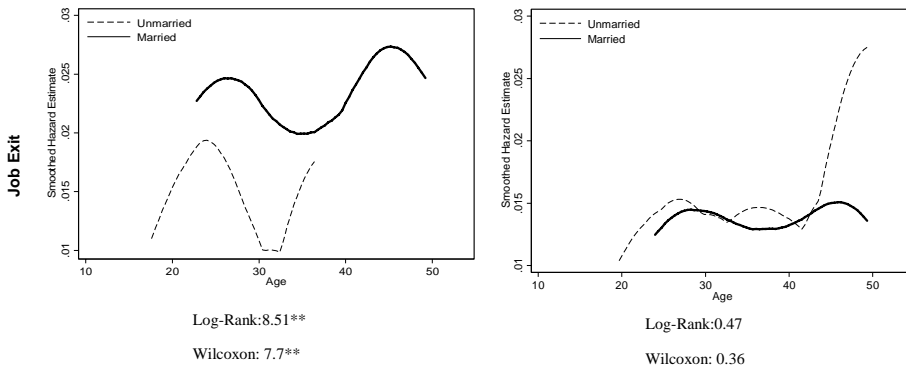 Job Exit
Smoothed Hazard Estimate
.03
.025
.02
.015
.01
Unmarried
Married
10 20 30 40 50
Age
Log-Rank:8.51**
Wilcoxon: 7.7**
Smoothed Hazard Estimate
.03
.025
.02
.015
.01
Unmarried
Married
10 20 30 40 50
Age
Log-Rank:0.47
Wilcoxon: 0.36